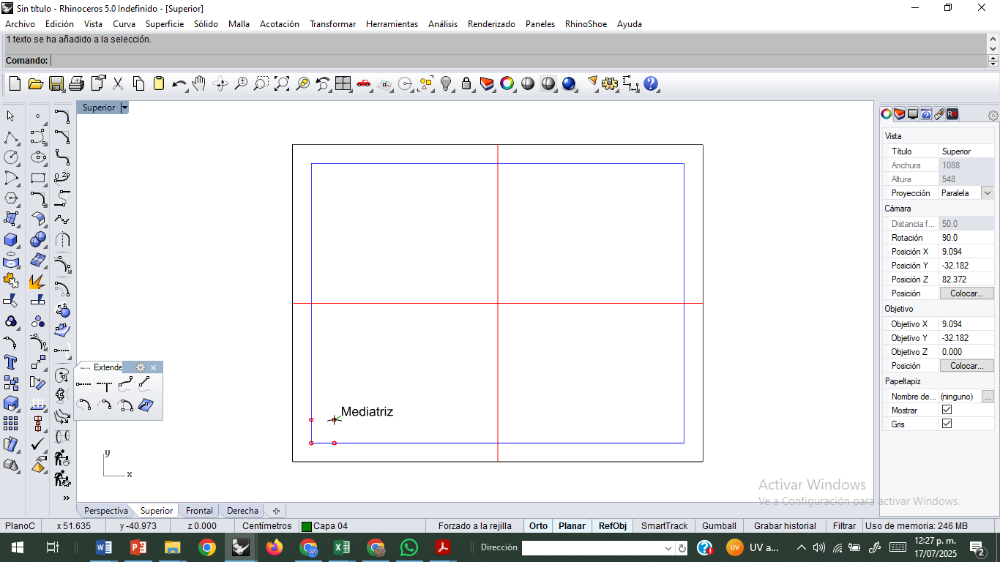 Sin título - Rhinoceros 5.0 Indefinido - [Superior]
Archivo Edición Vista Curva Superficie Sólido Malla Acotación Transformar Herramientas Análisis Renderizado Paneles RhinoShoe Ayuda
1 texto se ha añadido a la selección.
Comando:
Superior
Vista
Título Superior
Anchura 1088
Altura 548
Proyección Paralela
Cámara
Distancia f... 50.0
Rotación 90.0
Posición X 9.094
Posición Y -32.182
Posición Z 82.372
Posición Colocar...
Objetivo
Objetivo X 9.094
Objetivo Y -32.182
Objetivo Z 0.000
Posición Colocar...
Papeltapiz
Nombre de... (ninguno) ...
Mostrar
Gris
Extende
Mediatriz
y
x
Activar Windows
Ve a Configuración para activar Windows.
Perspectiva Superior Frontal Derecha
PlanoC x 51.635 y -40.973 z 0.000 Centímetros Capa 04 Forzado a la rejilla Orto Planar RefObj SmartTrack Gumball Grabar historial Filtrar Uso de memoria: 246 MB
Dirección UV UV a... 12:27 p. m.
17/07/2025 2